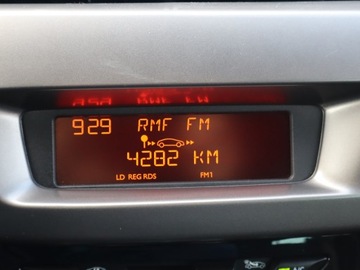 929 RMF FM
4282 KM
LD REG RDS FM1